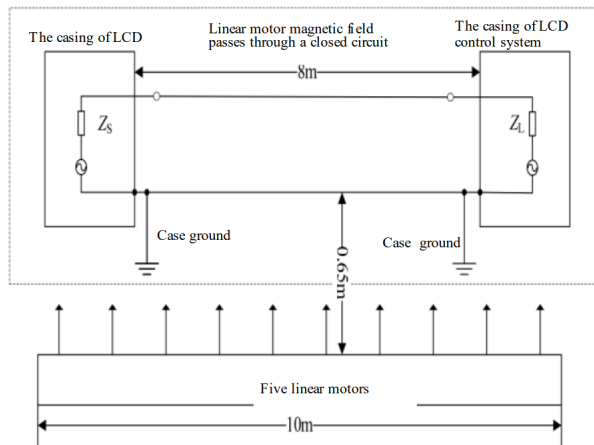 The casing of LCD
Linear motor magnetic field
passes through a closed circuit
The casing of LCD
control system
8m
ZS
ZL
Case ground
Case ground
0.65m
Five linear motors
10m